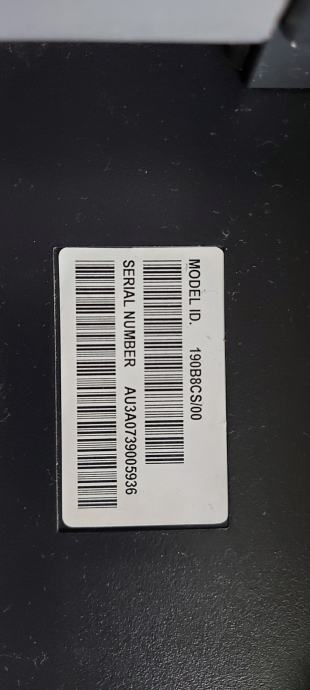 MODEL ID. 190B8CS/00
SERIAL NUMBER AU3A0739005936